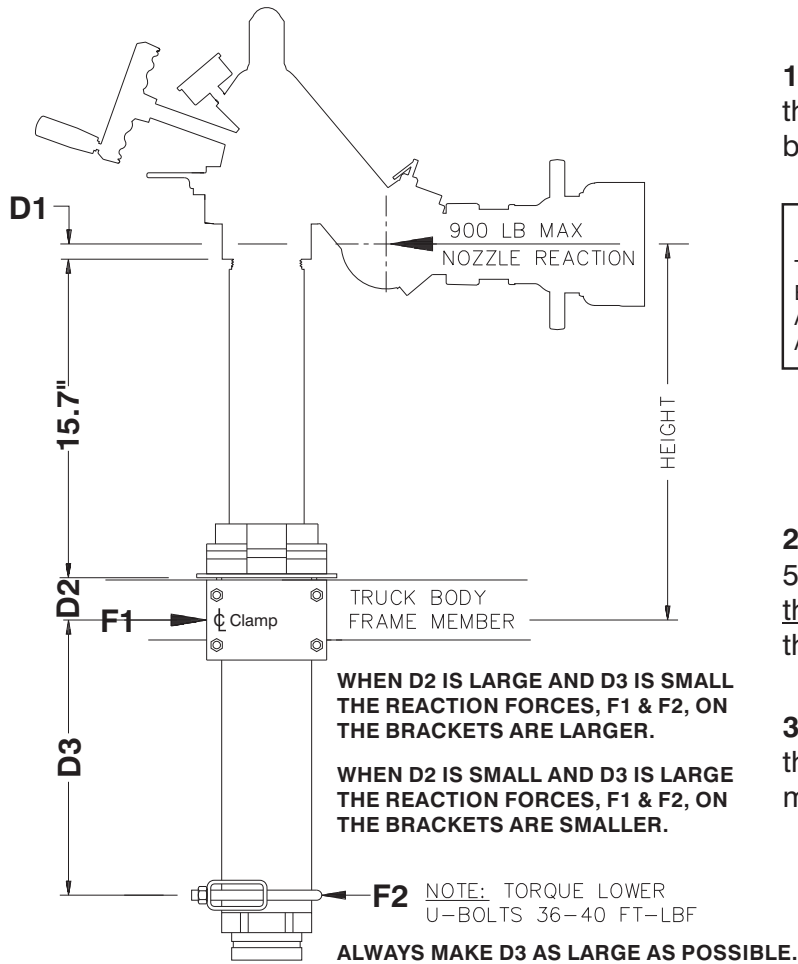 D1
900 LB MAX
NOZZLE REACTION
15.7"
HEIGHT
D2
F1
℄ Clamp
TRUCK BODY
FRAME MEMBER
WHEN D2 IS LARGE AND D3 IS SMALL
THE REACTION FORCES, F1 & F2, ON
THE BRACKETS ARE LARGER.
WHEN D2 IS SMALL AND D3 IS LARGE
THE REACTION FORCES, F1 & F2, ON
THE BRACKETS ARE SMALLER.
D3
F2
NOTE: TORQUE LOWER
U-BOLTS 36-40 FT-LBF
ALWAYS MAKE D3 AS LARGE AS POSSIBLE.
1
2
3